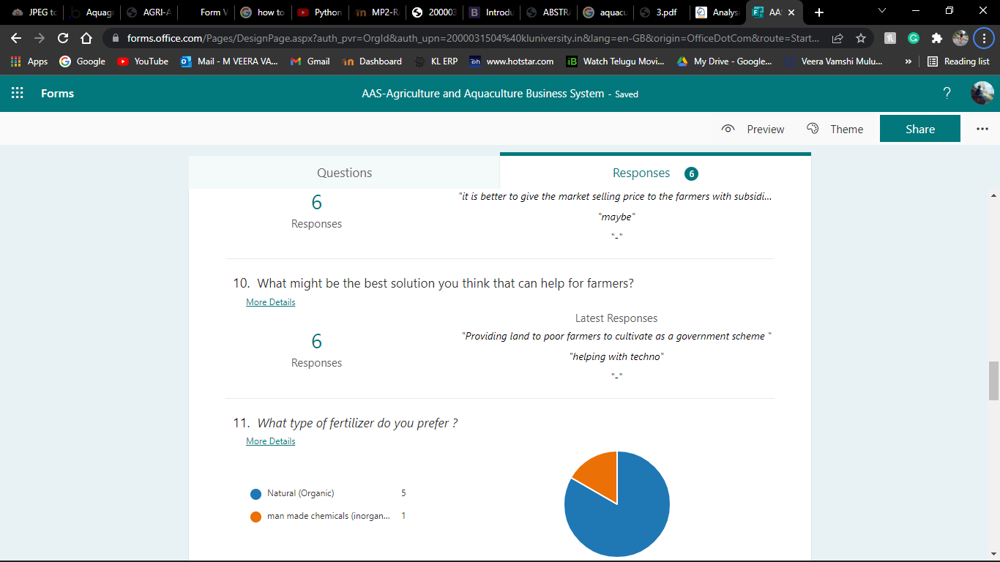 JPEG to
Aquagr
AGRI-A
Form V
how to
Python
MP2-R
20000
Introdu
ABSTRA
aquacu
3.pdf
Analysi
AA
forms.office.com/Pages/DesignPage.aspx?auth_pvr=OrgId&auth_upn=2000031504%40kluniversity.in&lang=en-GB&origin=OfficeDotCom&route=Start...
Apps Google YouTube Mail - M VEERA VA... Gmail Dashboard KL ERP www.hotstar.com Watch Telugu Movi... My Drive - Google... Veera Vamshi Mulu... » Reading list
Forms AAS-Agriculture and Aquaculture Business System - Saved ?
Preview Theme Share ...
Questions Responses 6
6
Responses
"it is better to give the market selling price to the farmers with subsidi...
"maybe"
"-"
10. What might be the best solution you think that can help for farmers?
More Details
6
Responses
Latest Responses
"Providing land to poor farmers to cultivate as a government scheme "
"helping with techno"
"-"
11. What type of fertilizer do you prefer ?
More Details
Natural (Organic) 5
man made chemicals (inorgan... 1